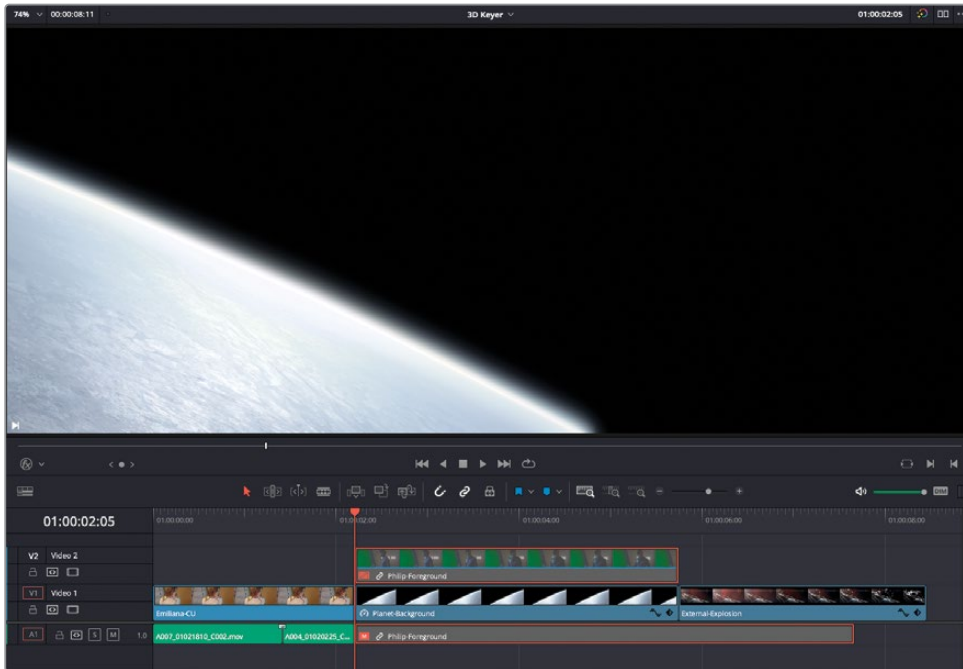 74% 00:00:08:11 3D Keyer 01:00:02:05
DIM
01:00:02:05 01:00:00:00 01:00:02:00 01:00:04:00 01:00:06:00 01:00:08:00
V2 Video 2
Philip-Foreground
V1 Video 1
Emiliana-CU Planet-Background External-Explosion
A1 S M 1.0 A007_01021810_C002.mov A004_01020225_C... Philip-Foreground